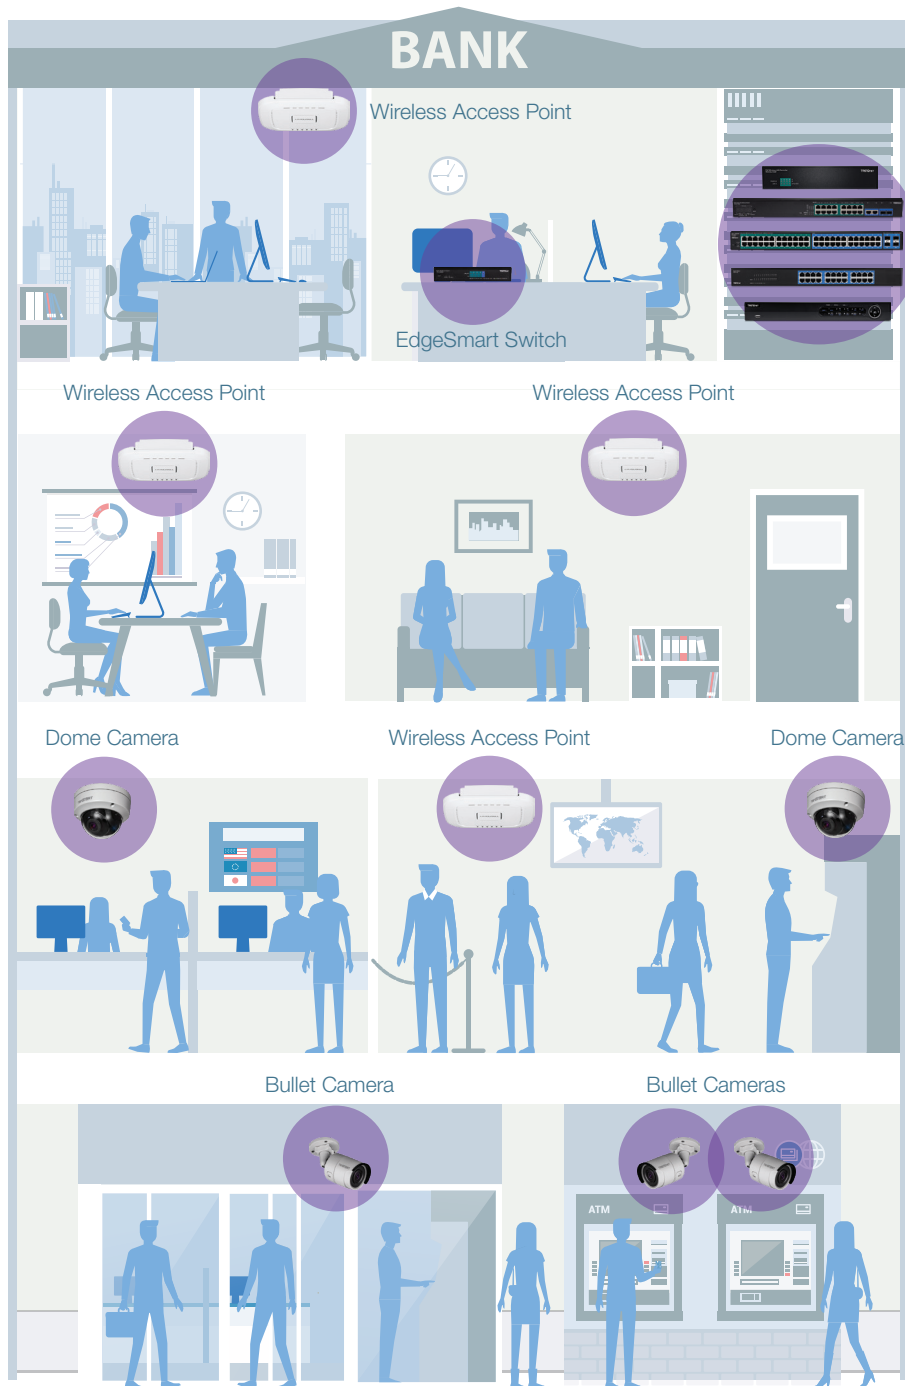 BANK
Wireless Access Point
EdgeSmart Switch
Wireless Access Point
Wireless Access Point
Dome Camera
Wireless Access Point
Dome Camera
Bullet Camera
Bullet Cameras
ATM
ATM